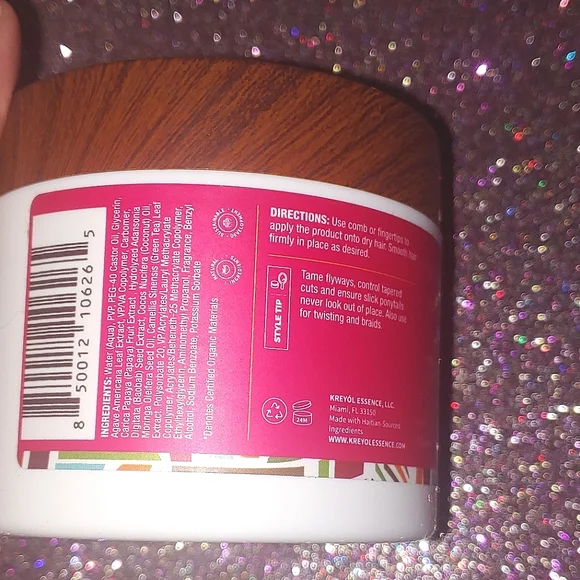 INGREDIENTS: Water (Aqua), PVP, PEG-40 Castor Oil, Glycerin,
Agave Americana Leaf Extract, VP/VA Copolymer, Carbomer,
Carica Papaya (Papaya) Fruit Extract, Hydrolyzed Adansonia
Digitata (Baobab) Seed Extract, Cocos Nucifera (Coconut) Oil,
Moringa Oleifera Seed Oil, Camellia Sinensis (Green Tea) Leaf
Extract, Polysorbate 20, VP/Acrylates/Lauryl Methacrylate
Copolymer, Acrylates/Beheneth-25 Methacrylate Copolymer,
Ethylhexylglycerin, Aminomethyl Propanol, Fragrance, Benzyl
Alcohol, Sodium Benzoate, Potassium Sorbate
*Denotes Certified Organic Materials
8 50012 10626 5
DIRECTIONS: Use comb or fingertips to
apply the product onto dry hair. Smooth hair
firmly in place as desired.
STYLE TIP
Tame flyways, control tapered
cuts and ensure slick ponytails
never look out of place. Also use
for twisting and braids.
24M
KREYÒL ESSENCE, LLC.
Miami, FL 33150
Made with Haitian-Sourced
Ingredients
WWW.KREYOLESSENCE.COM